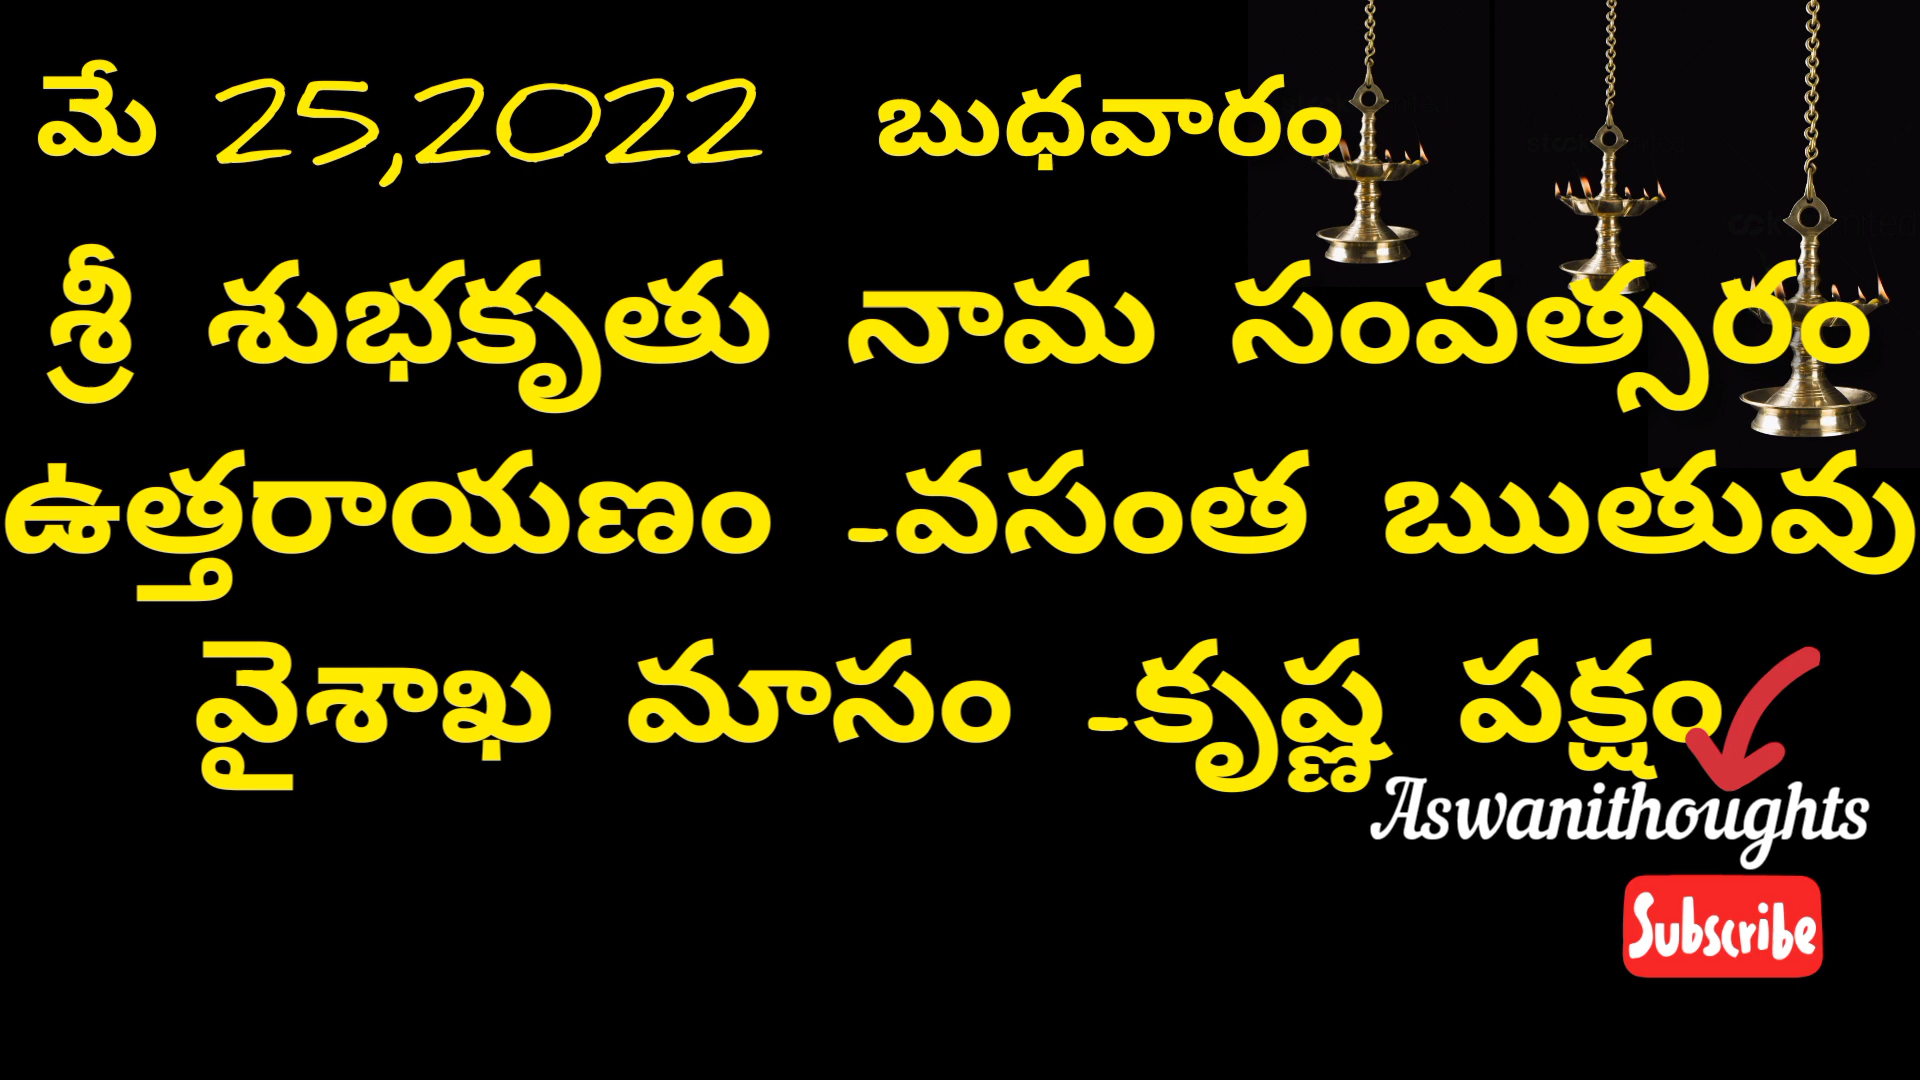 మే 25,2022 బుధవారం
శ్రీ శుభకృతు నామ సంవత్సరం
ఉత్తరాయణం -వసంత ఋతువు
వైశాఖ మాసం -కృష్ణ పక్షం
Aswanithoughts
Subscribe